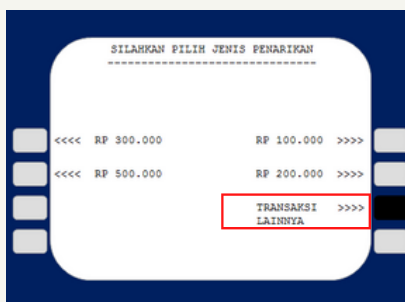 SILAHKAN PILIH JENIS PENARIKAN
------------------------------
<<<< RP 300.000 RP 100.000 >>>>
<<<< RP 500.000 RP 200.000 >>>>
TRANSAKSI >>>>
LAINNYA